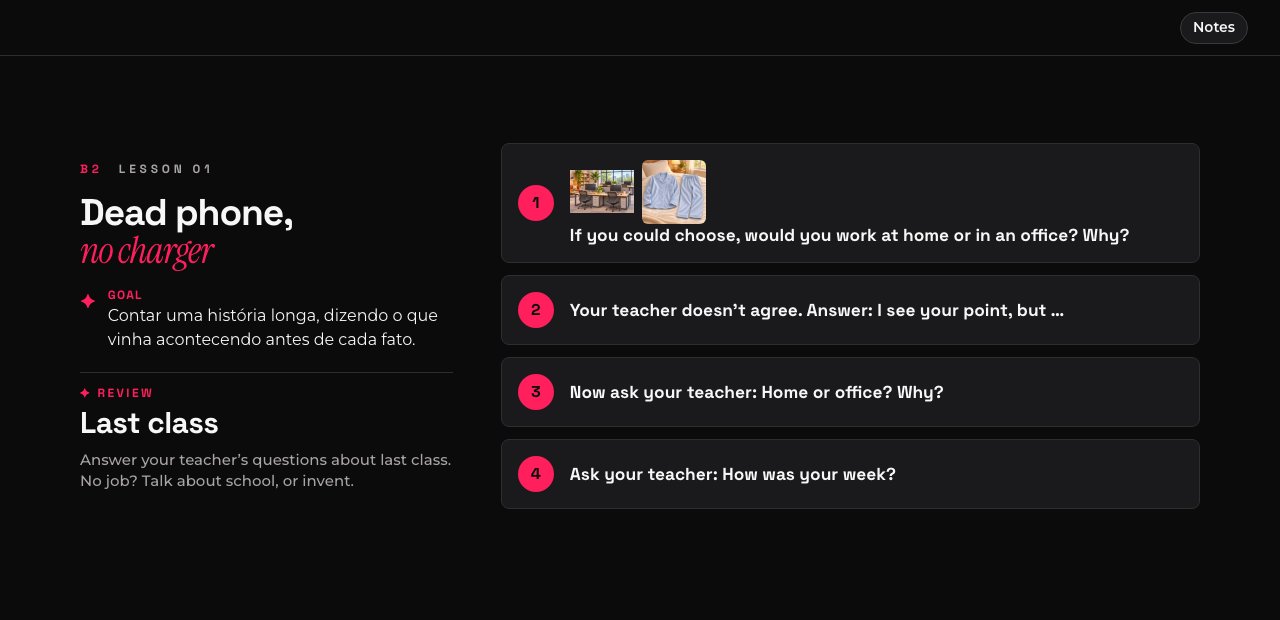 Notes
B2 LESSON 01
Dead phone,
no charger
GOAL
Contar uma história longa, dizendo o que
vinha acontecendo antes de cada fato.
REVIEW
Last class
Answer your teacher’s questions about last class.
No job? Talk about school, or invent.
1
If you could choose, would you work at home or in an office? Why?
2
Your teacher doesn’t agree. Answer: I see your point, but ...
3
Now ask your teacher: Home or office? Why?
4
Ask your teacher: How was your week?